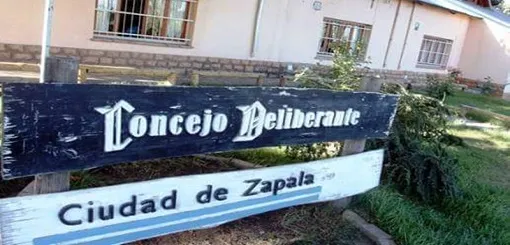 Concejo Deliberante
Ciudad de Zapala